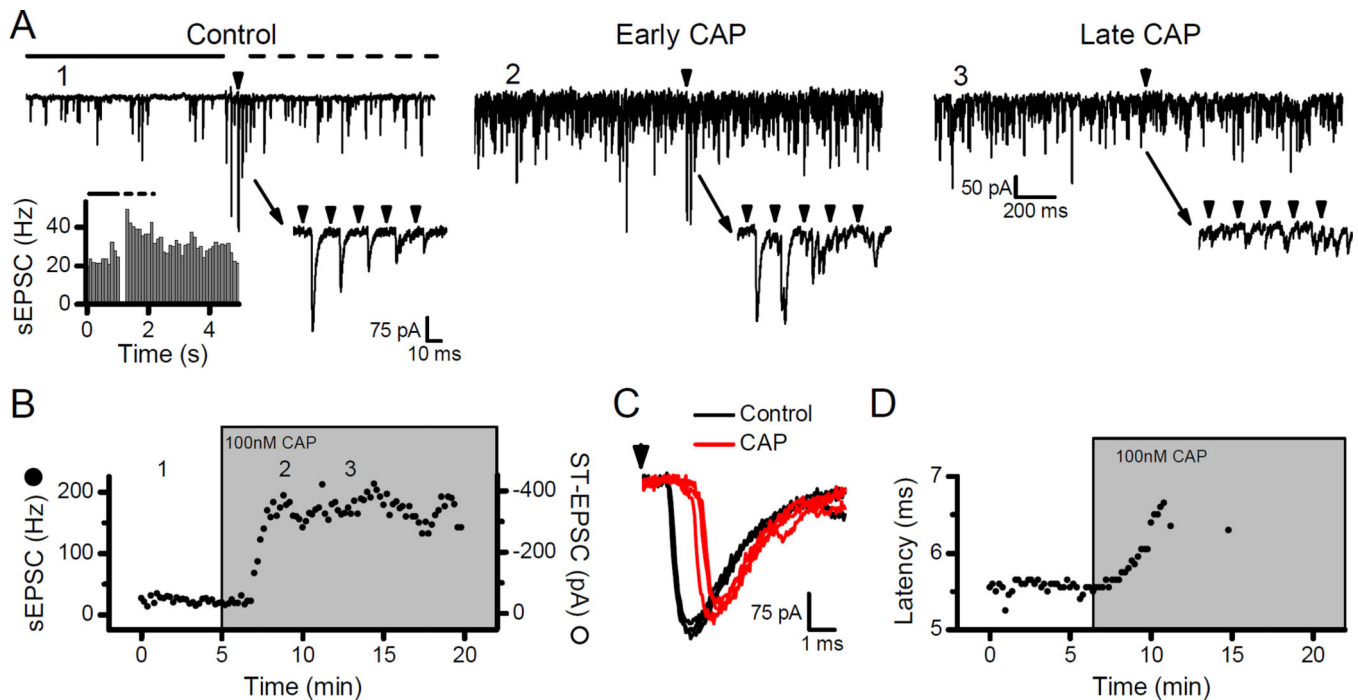 A
Control
Early CAP
Late CAP
1
2
3
50 pA
200 ms
sEPSC (Hz)
40
20
0
0
2
4
Time (s)
75 pA
10 ms
B
100nM CAP
1
2
3
sEPSC (Hz)
200
100
0
ST-EPSC (pA)
-400
-200
-0
0
5
10
15
20
Time (min)
C
Control
CAP
75 pA
1 ms
D
100nM CAP
Latency (ms)
7
6
5
0
5
10
15
20
Time (min)